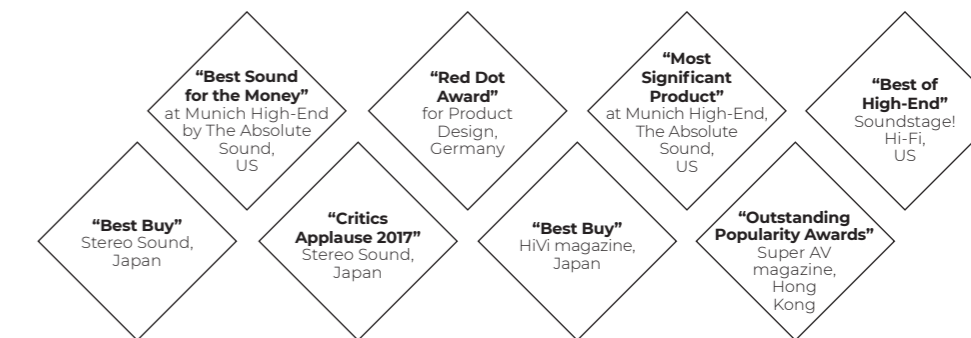 “Best Sound
for the Money”
at Munich High-End
by The Absolute
Sound,
US
“Red Dot
Award”
for Product
Design,
Germany
“Most
Significant
Product”
at Munich High-End,
The Absolute
Sound,
US
“Best of
High-End”
Soundstage!
Hi-Fi,
US
“Best Buy”
Stereo Sound,
Japan
“Critics
Applause 2017”
Stereo Sound,
Japan
“Best Buy”
HiVi magazine,
Japan
“Outstanding
Popularity Awards”
Super AV
magazine,
Hong
Kong